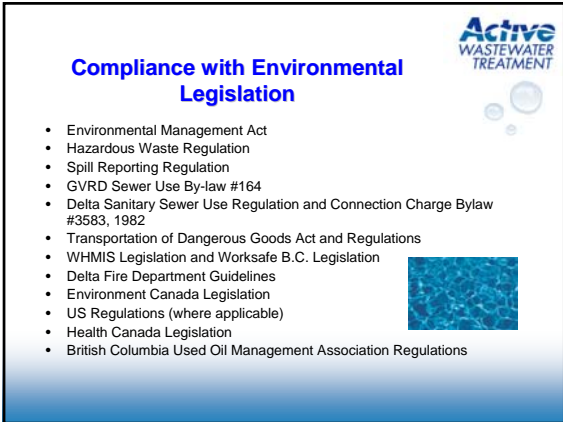 Active
WASTEWATER
TREATMENT
Compliance with Environmental
Legislation
• Environmental Management Act
• Hazardous Waste Regulation
• Spill Reporting Regulation
• GVRD Sewer Use By-law #164
• Delta Sanitary Sewer Use Regulation and Connection Charge Bylaw
#3583, 1982
• Transportation of Dangerous Goods Act and Regulations
• WHMIS Legislation and Worksafe B.C. Legislation
• Delta Fire Department Guidelines
• Environment Canada Legislation
• US Regulations (where applicable)
• Health Canada Legislation
• British Columbia Used Oil Management Association Regulations